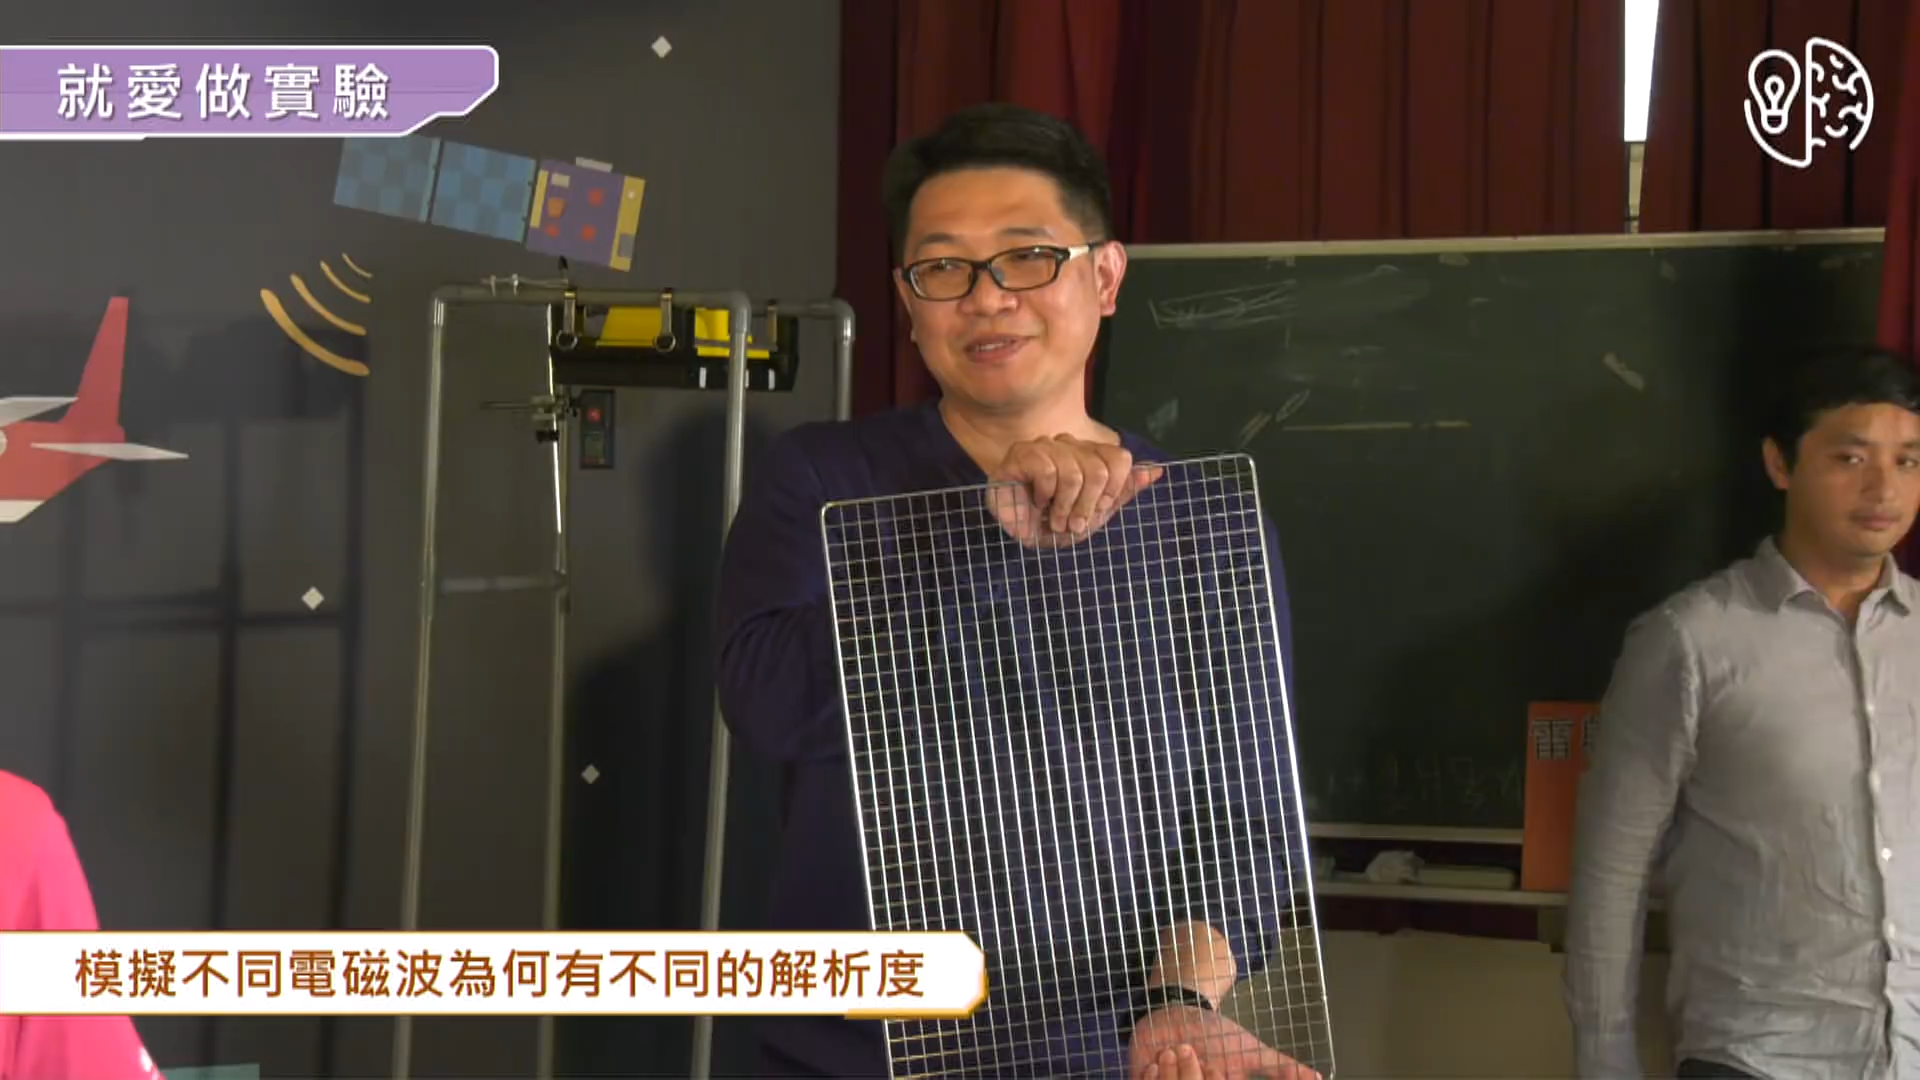 就愛做實驗
電
模擬不同電磁波為何有不同的解析度